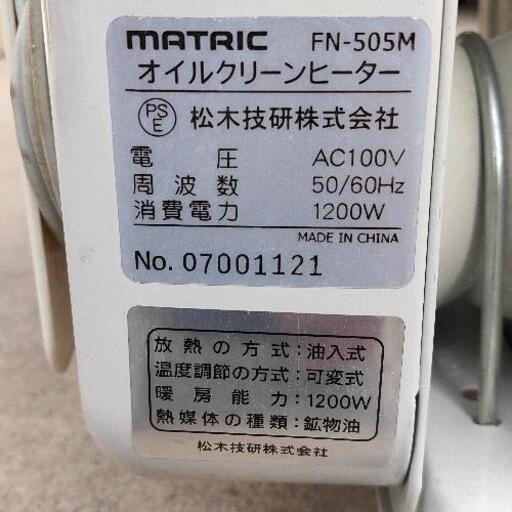 MATRIC FN-505M
オイルクリーンヒーター
PSE 松木技研株式会社
電圧 AC100V
周波数 50/60Hz
消費電力 1200W
MADE IN CHINA
No. 07001121
放熱の方式:油入式
温度調節の方式:可変式
暖房能力:1200W
熱媒体の種類:鉱物油
松木技研株式会社